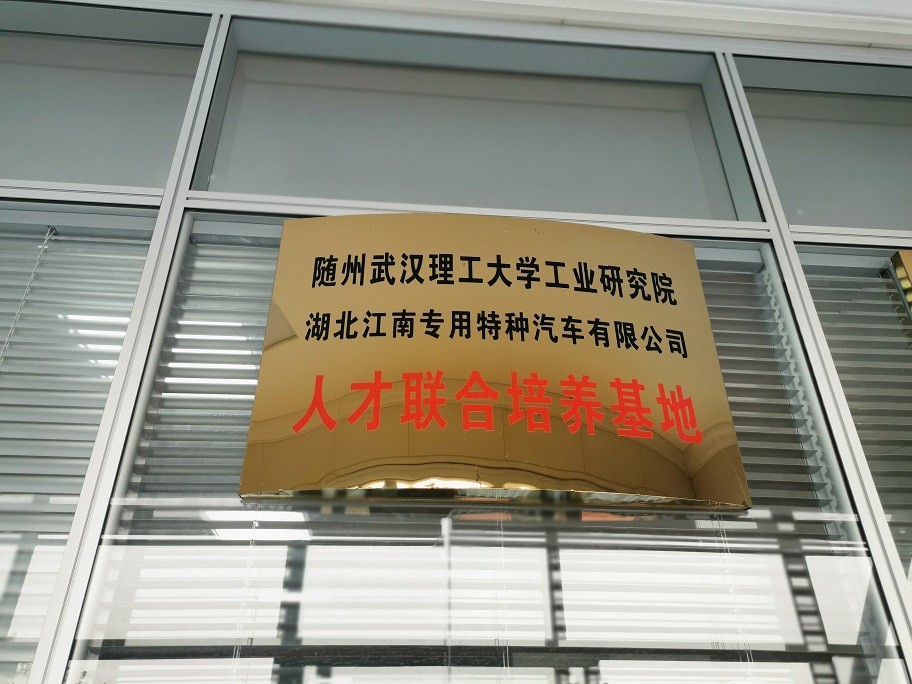 随州武汉理工大学工业研究院
湖北江南专用特种汽车有限公司
人才联合培养基地